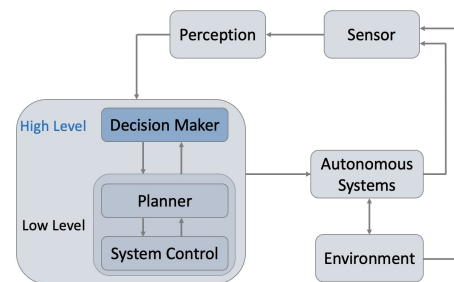 Perception
Sensor
High Level
Decision Maker
Planner
Low Level
System Control
Autonomous
Systems
Environment